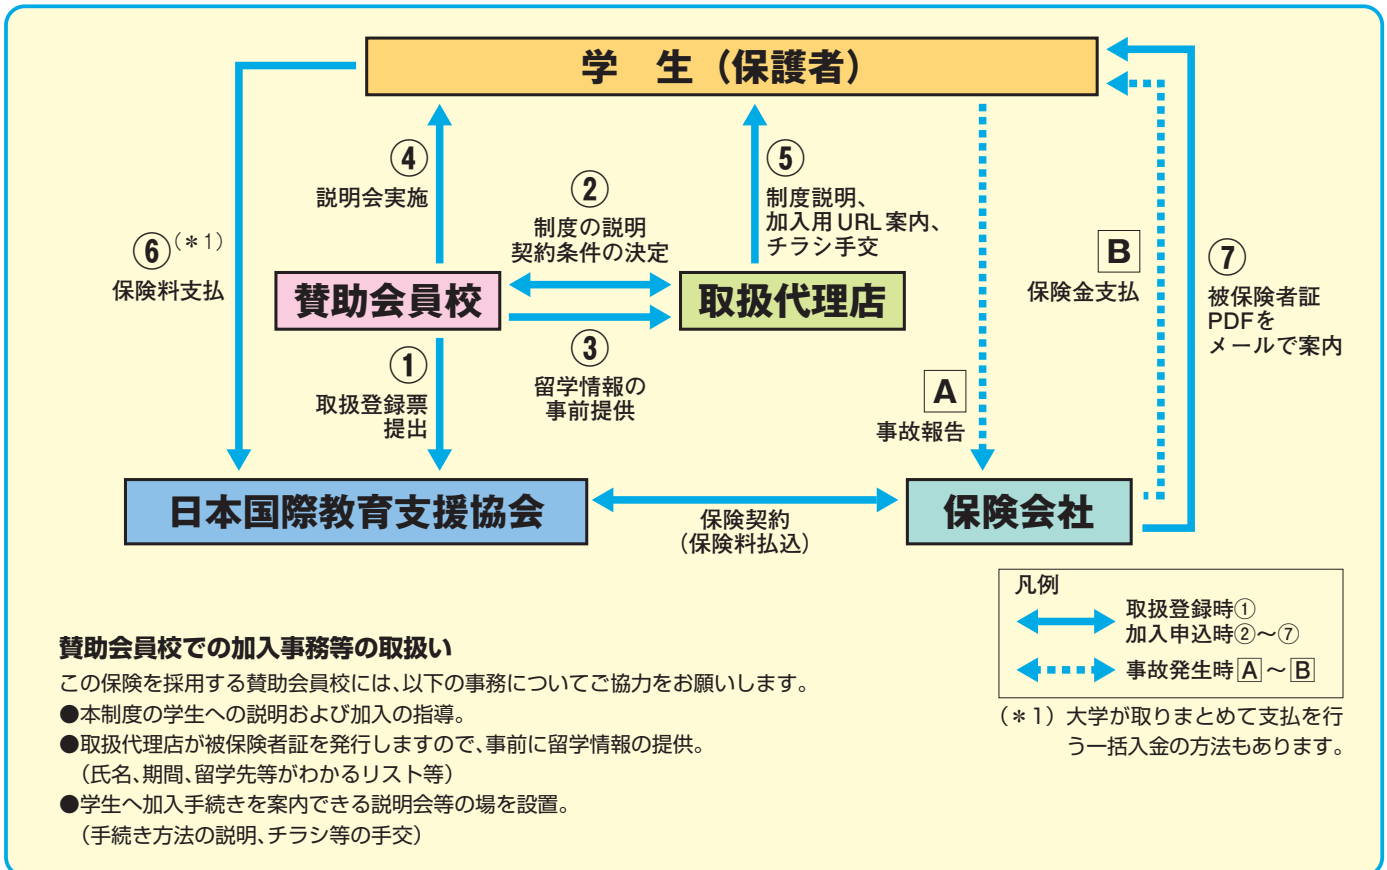 学　生（保護者）
④
説明会実施
②
制度の説明
契約条件の決定
⑤
制度説明、
加入用URL案内、
チラシ手交
⑥（＊1）
保険料支払
B
保険金支払
⑦
被保険者証
PDFを
メールで案内
賛助会員校
取扱代理店
①
取扱登録票
提出
③
留学情報の
事前提供
A
事故報告
日本国際教育支援協会
保険契約
（保険料払込）
保険会社
凡例
取扱登録時①
加入申込時②～⑦
事故発生時A～B
（＊1）大学が取りまとめて支払を行
う一括入金の方法もあります。
賛助会員校での加入事務等の取扱い
この保険を採用する賛助会員校には、以下の事務についてご協力をお願いします。
●本制度の学生への説明および加入の指導。
●取扱代理店が被保険者証を発行しますので、事前に留学情報の提供。
（氏名、期間、留学先等がわかるリスト等）
●学生へ加入手続きを案内できる説明会等の場を設置。
（手続き方法の説明、チラシ等の手交）